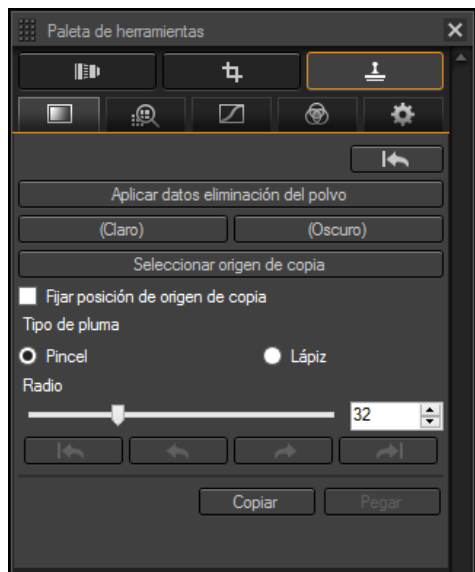 Paleta de herramientas
Aplicar datos eliminación del polvo
(Claro) (Oscuro)
Seleccionar origen de copia
Fijar posición de origen de copia
Tipo de pluma
Pincel Lápiz
Radio
32
Copiar Pegar